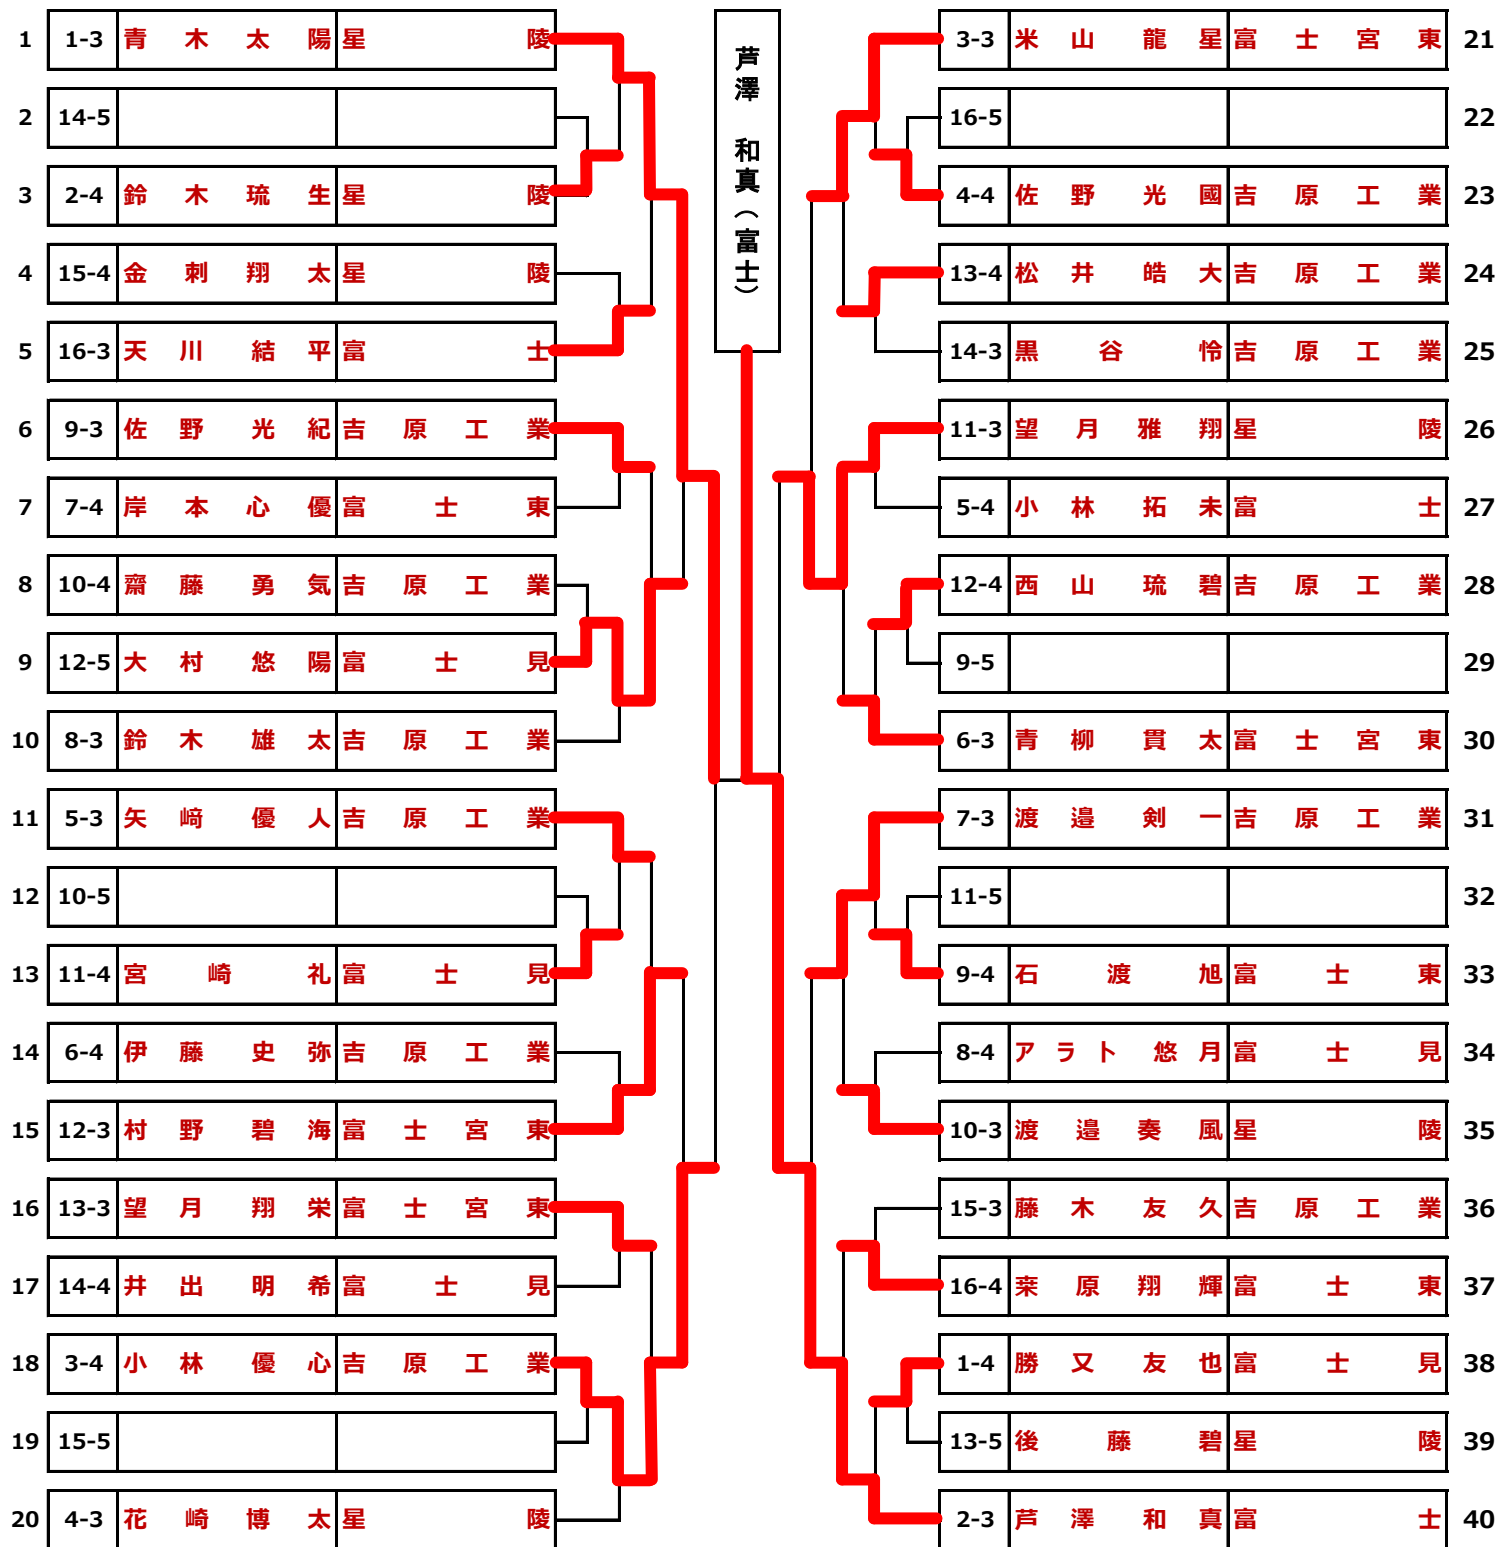 1 1-3 青木太陽 星陵
2 14-5
3 2-4 鈴木琉生 星陵
4 15-4 金刺翔太 星陵
5 16-3 天川結平 富士
6 9-3 佐野光紀 吉原工業
7 7-4 岸本心優 富士東
8 10-4 齋藤勇気 吉原工業
9 12-5 大村悠陽 富士見
10 8-3 鈴木雄太 吉原工業
11 5-3 矢﨑優人 吉原工業
12 10-5
13 11-4 宮崎礼 富士見
14 6-4 伊藤史弥 吉原工業
15 12-3 村野碧海 富士宮東
16 13-3 望月翔栄 富士宮東
17 14-4 井出明希 富士見
18 3-4 小林優心 吉原工業
19 15-5
20 4-3 花崎博太 星陵
芦澤 和真(富士)
3-3 米山龍星 富士宮東 21
16-5 22
4-4 佐野光國 吉原工業 23
13-4 松井皓大 吉原工業 24
14-3 黒谷怜 吉原工業 25
11-3 望月雅翔 星陵 26
5-4 小林拓未 富士 27
12-4 西山琉碧 吉原工業 28
9-5 29
6-3 青柳貫太 富士宮東 30
7-3 渡邉剣一 吉原工業 31
11-5 32
9-4 石渡旭 富士東 33
8-4 アラト悠月 富士見 34
10-3 渡邉奏風 星陵 35
15-3 藤木友久 吉原工業 36
16-4 桒原翔輝 富士東 37
1-4 勝又友也 富士見 38
13-5 後藤碧 星陵 39
2-3 芦澤和真 富士 40